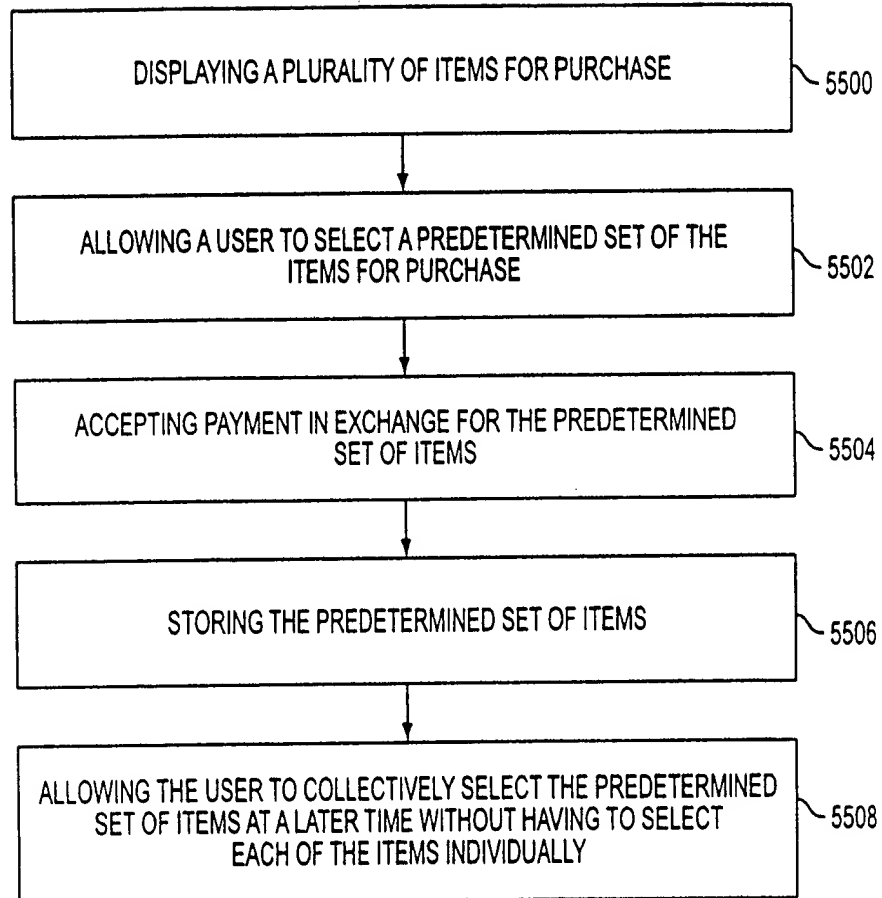 DISPLAYING A PLURALITY OF ITEMS FOR PURCHASE
5500
ALLOWING A USER TO SELECT A PREDETERMINED SET OF THE
ITEMS FOR PURCHASE
5502
ACCEPTING PAYMENT IN EXCHANGE FOR THE PREDETERMINED
SET OF ITEMS
5504
STORING THE PREDETERMINED SET OF ITEMS
5506
ALLOWING THE USER TO COLLECTIVELY SELECT THE PREDETERMINED
SET OF ITEMS AT A LATER TIME WITHOUT HAVING TO SELECT
EACH OF THE ITEMS INDIVIDUALLY
5508